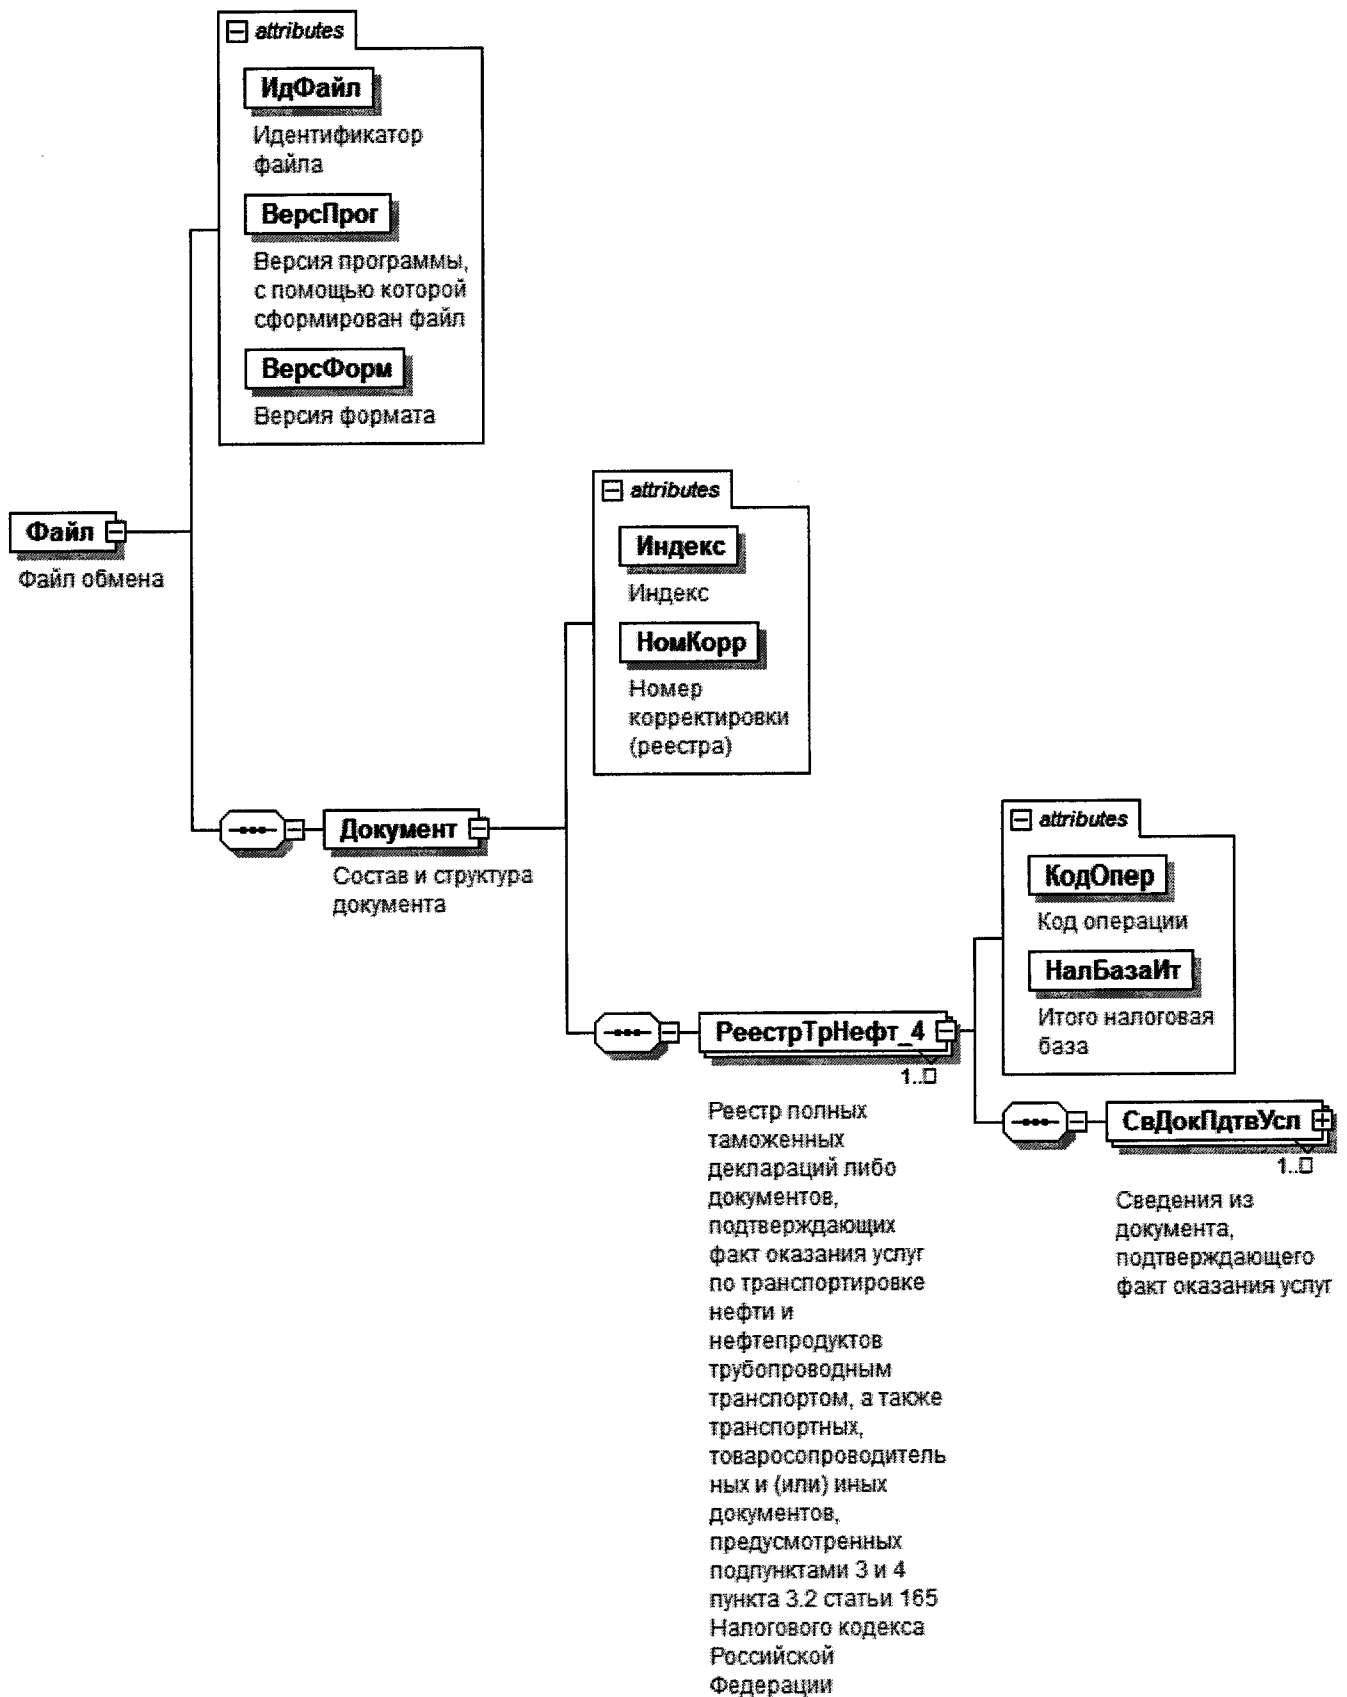 attributes
ИдФайл
Идентификатор
файла
ВерсПрог
Версия программы,
с помощью которой
сформирован файл
ВерсФорм
Версия формата
Файл
Файл обмена
attributes
Индекс
Индекс
НомКорр
Номер
корректировки
(реестра)
Документ
Состав и структура
документа
attributes
КодОпер
Код операции
НалБазаИт
Итого налоговая
база
РеестрТрНефт_4
1..□
Реестр полных
таможенных
деклараций либо
документов,
подтверждающих
факт оказания услуг
по транспортировке
нефти и
нефтепродуктов
трубопроводным
транспортом, а также
транспортных,
товаросопроводитель
ных и (или) иных
документов,
предусмотренных
подпунктами 3 и 4
пункта 3.2 статьи 165
Налогового кодекса
Российской
Федерации
СвДокПдтвУсл
1..□
Сведения из
документа,
подтверждающего
факт оказания услуг